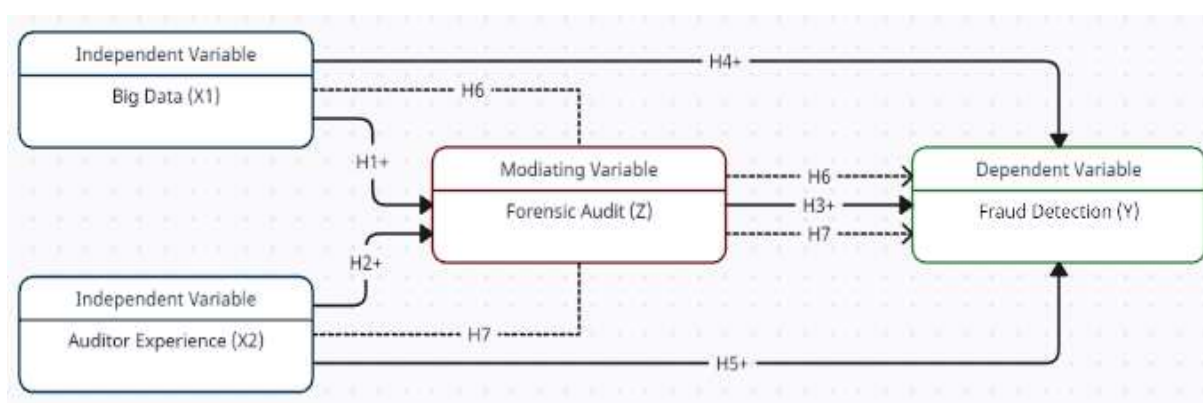 Independent Variable
Big Data (X1)
H4+
H6
H1+
Modiating Variable
Forensic Audit (Z)
H6
H3+
H7
Dependent Variable
Fraud Detection (Y)
H2+
Independent Variable
Auditor Experience (X2)
H7
H5+